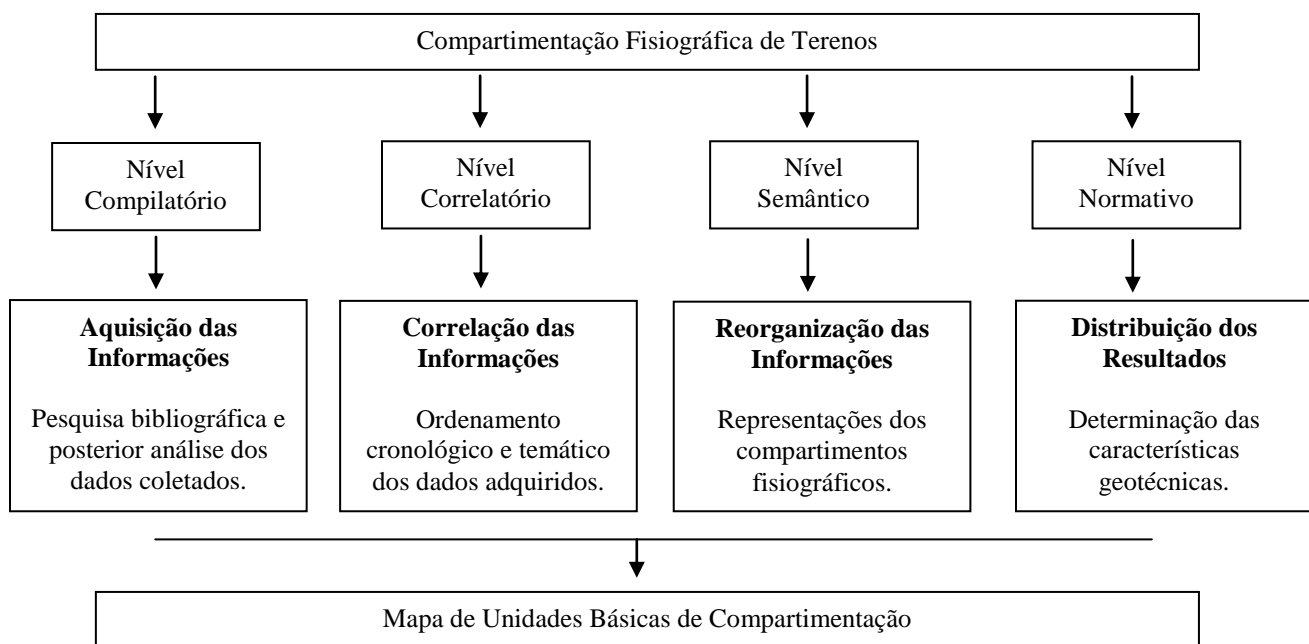 Compartimentação Fisiográfica de Terenos
Nível
Compilatório
Nível
Correlatório
Nível
Semântico
Nível
Normativo
Aquisição das
Informações
Pesquisa bibliográfica e
posterior análise dos
dados coletados.
Correlação das
Informações
Ordenamento
cronológico e temático
dos dados adquiridos.
Reorganização das
Informações
Representações dos
compartimentos
fisiográficos.
Distribuição dos
Resultados
Determinação das
características
geotécnicas.
Mapa de Unidades Básicas de Compartimentação